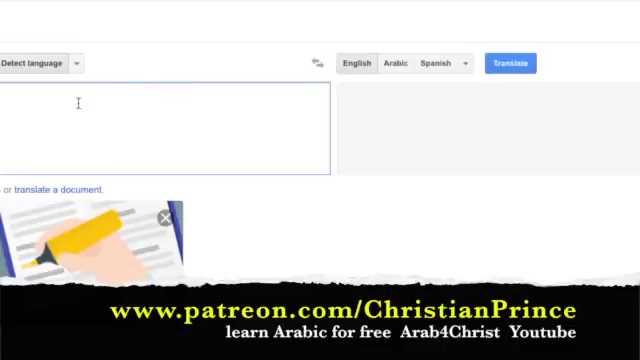 Detect language English Arabic Spanish Translate
or translate a document.
www.patreon.com/ChristianPrince
learn Arabic for free Arab4Christ Youtube